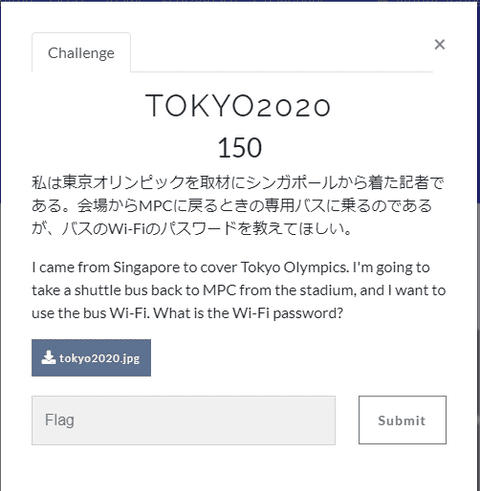 Challenge
×
TOKYO2020
150
私は東京オリンピックを取材にシンガポールから着た記者で
ある。会場からMPCに戻るときの専用バスに乗るのである
が、バスのWi-Fiのパスワードを教えてほしい。
I came from Singapore to cover Tokyo Olympics. I'm going to
take a shuttle bus back to MPC from the stadium, and I want to
use the bus Wi-Fi. What is the Wi-Fi password?
tokyo2020.jpg
Flag
Submit